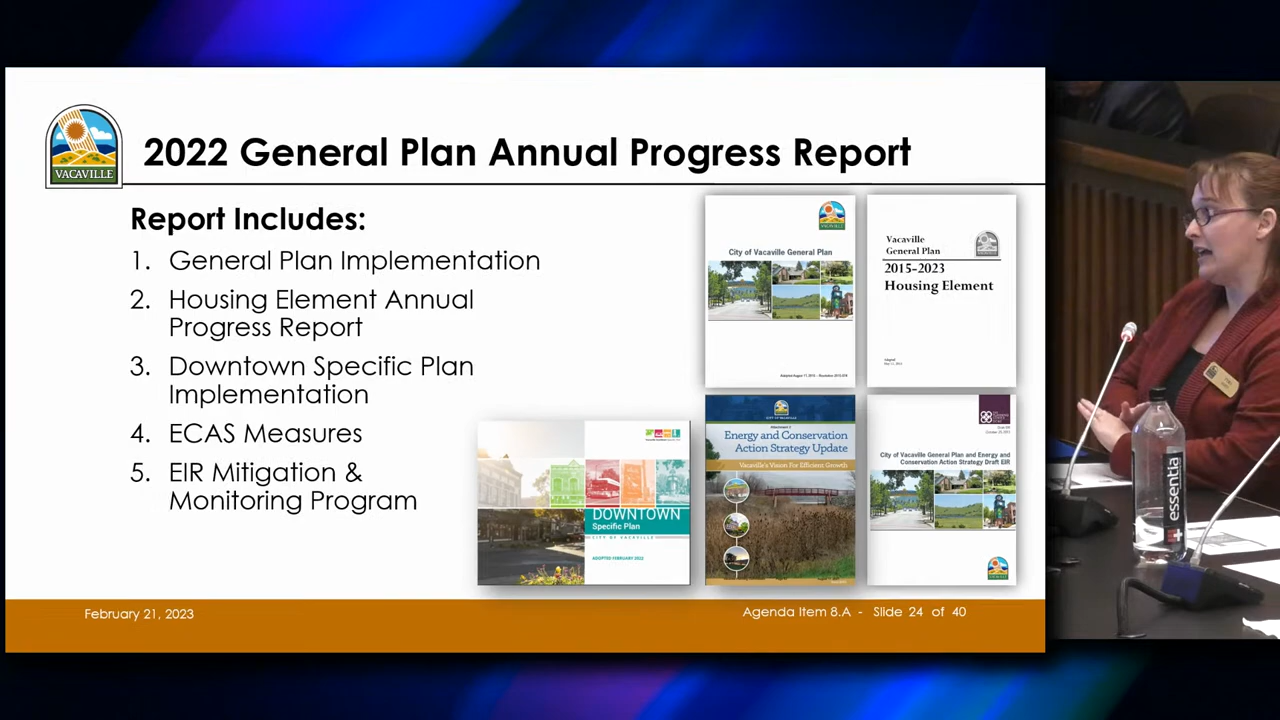 VACAVILLE
2022 General Plan Annual Progress Report
Report Includes:
1. General Plan Implementation
2. Housing Element Annual
Progress Report
3. Downtown Specific Plan
Implementation
4. ECAS Measures
5. EIR Mitigation &
Monitoring Program
City of Vacaville General Plan
Vacaville
General Plan
2015-2023
Housing Element
DOWNTOWN
Specific Plan
CITY OF VACAVILLE
ADOPTED FEBRUARY 2022
CITY OF VACAVILLE
Energy and Conservation
Action Strategy Update
Vacaville's Vision For Efficient Growth
City of Vacaville General Plan and Energy and
Conservation Action Strategy Draft EIR
February 21, 2023
Agenda Item 8.A - Slide 24 of 40
essentia